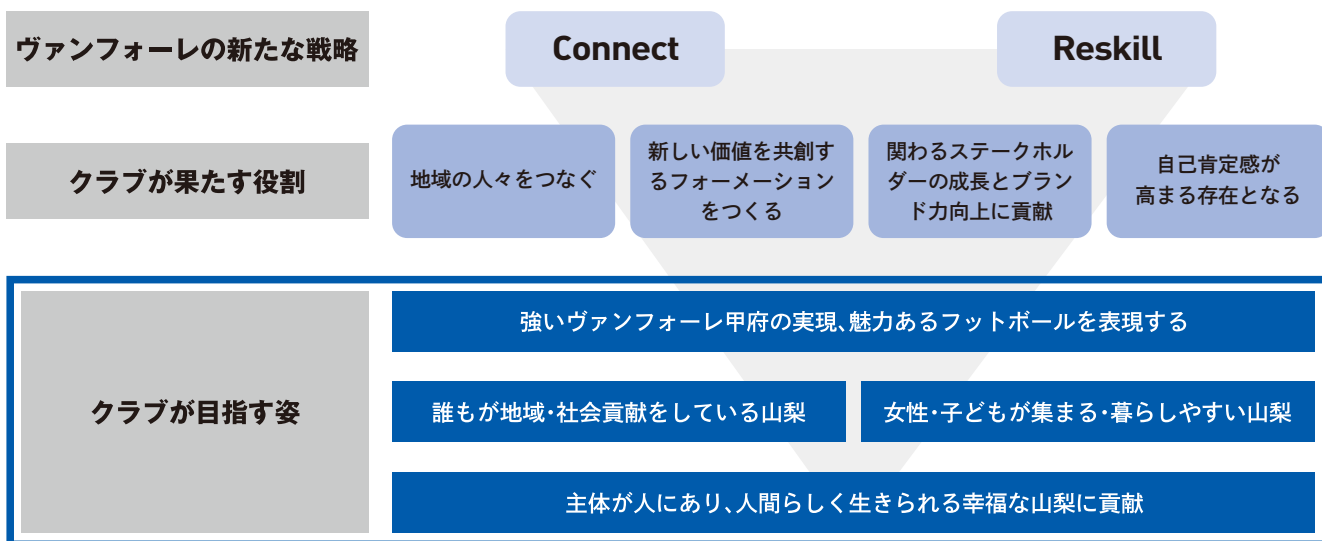 ヴァンフォーレの新たな戦略
Connect
Reskill
クラブが果たす役割
地域の人々をつなぐ
新しい価値を共創す
るフォーメーション
をつくる
関わるステークホル
ダーの成長とブラン
ド力向上に貢献
自己肯定感が
高まる存在となる
クラブが目指す姿
強いヴァンフォーレ甲府の実現、魅力あるフットボールを表現する
誰もが地域・社会貢献をしている山梨
女性・子どもが集まる・暮らしやすい山梨
主体が人にあり、人間らしく生きられる幸福な山梨に貢献